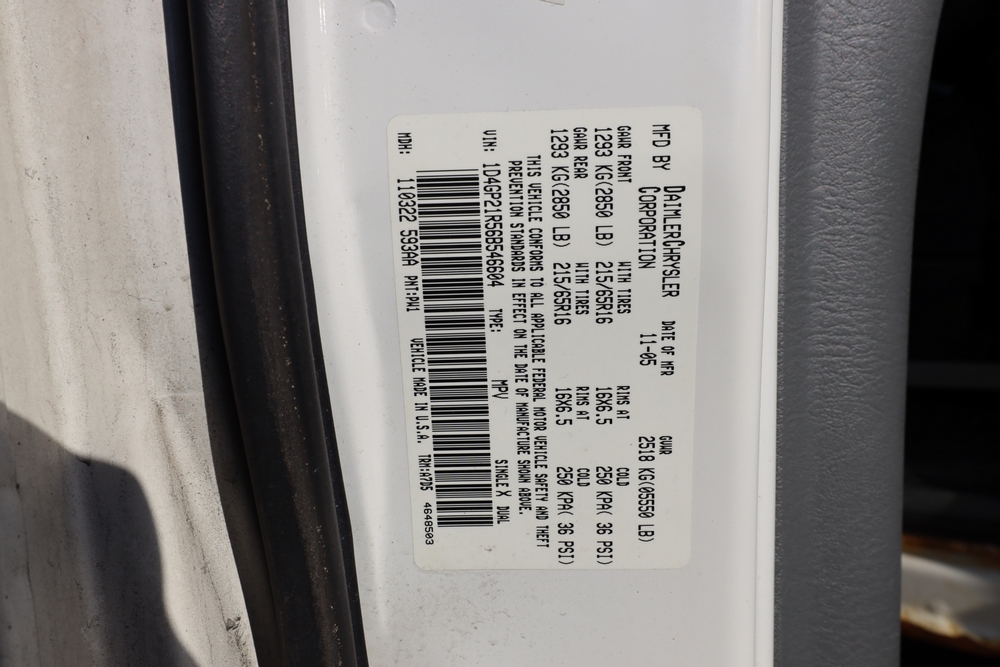 MFD BY DAIMLERCHRYSLER CORPORATION DATE OF MFR 11-05 GVWR 2518 KG(05550 LB)
GAWR FRONT WITH TIRES RIMS AT COLD
1293 KG(2850 LB) 215/65R16 16X6.5 250 KPA( 36 PSI)
GAWR REAR WITH TIRES RIMS AT COLD
1293 KG(2850 LB) 215/65R16 16X6.5 250 KPA( 36 PSI)
THIS VEHICLE CONFORMS TO ALL APPLICABLE FEDERAL MOTOR VEHICLE SAFETY AND THEFT
PREVENTION STANDARDS IN EFFECT ON THE DATE OF MANUFACTURE SHOWN ABOVE.
VIN: 1D4GP21R56B546604 TYPE: MPV SINGLE X DUAL
MDH: 110322 593AA PNT:PW1 VEHICLE MADE IN U.S.A. TRM:A7D5 4648503